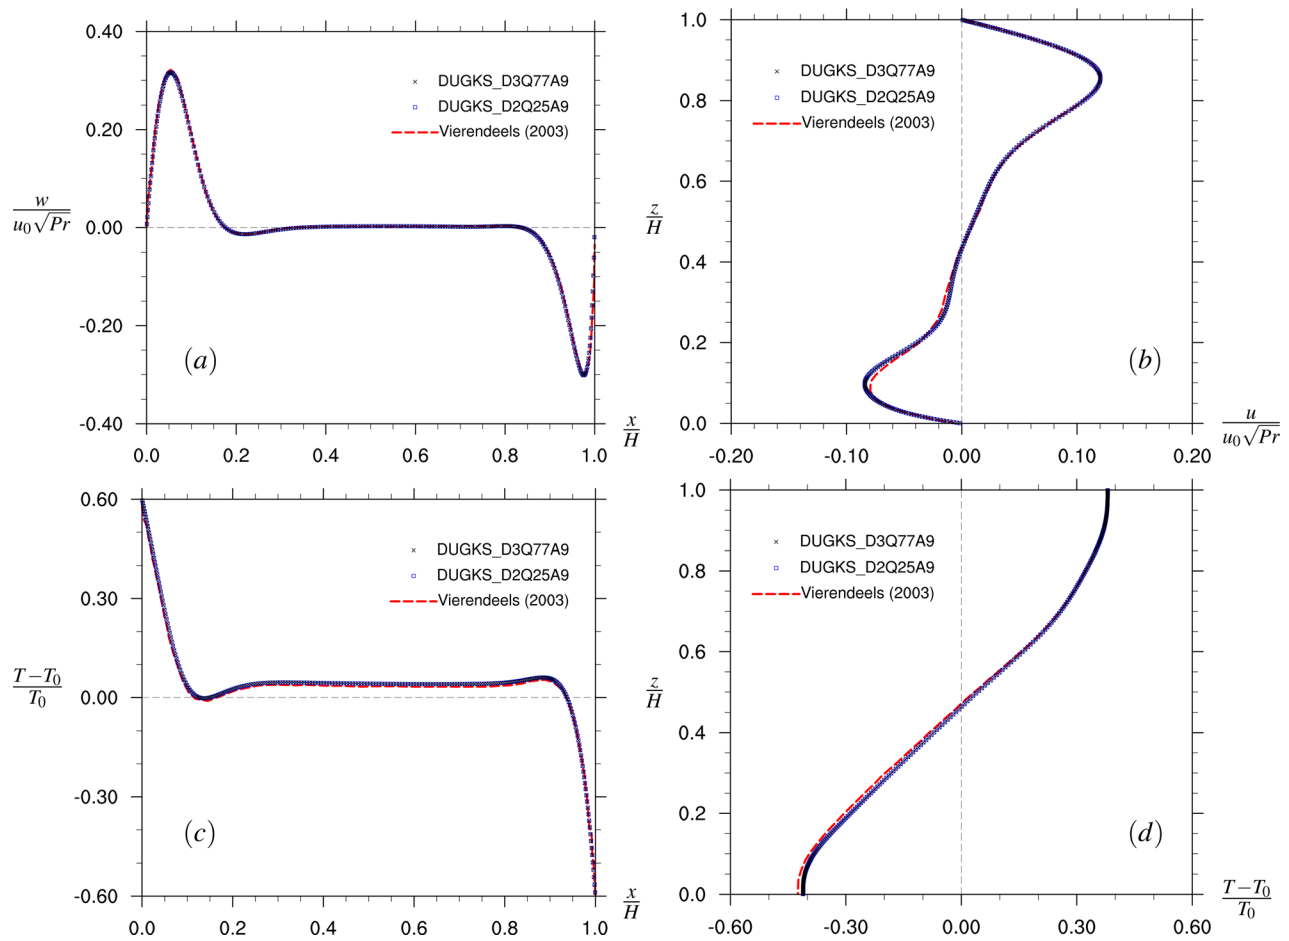 0.40
0.20
0.00
-0.20
-0.40
w
u₀√Pr
DUGKS_D3Q77A9
DUGKS_D2Q25A9
Vierendeels (2003)
(a)
x
H
0.0 0.2 0.4 0.6 0.8 1.0
1.0
0.8
0.6
0.4
0.2
0.0
z
H
DUGKS_D3Q77A9
DUGKS_D2Q25A9
Vierendeels (2003)
(b)
u
u₀√Pr
-0.20 -0.10 0.00 0.10 0.20
0.60
0.30
0.00
-0.30
-0.60
T−T₀
T₀
DUGKS_D3Q77A9
DUGKS_D2Q25A9
Vierendeels (2003)
(c)
x
H
0.0 0.2 0.4 0.6 0.8 1.0
1.0
0.8
0.6
0.4
0.2
0.0
z
H
DUGKS_D3Q77A9
DUGKS_D2Q25A9
Vierendeels (2003)
(d)
T−T₀
T₀
-0.60 -0.30 0.00 0.30 0.60